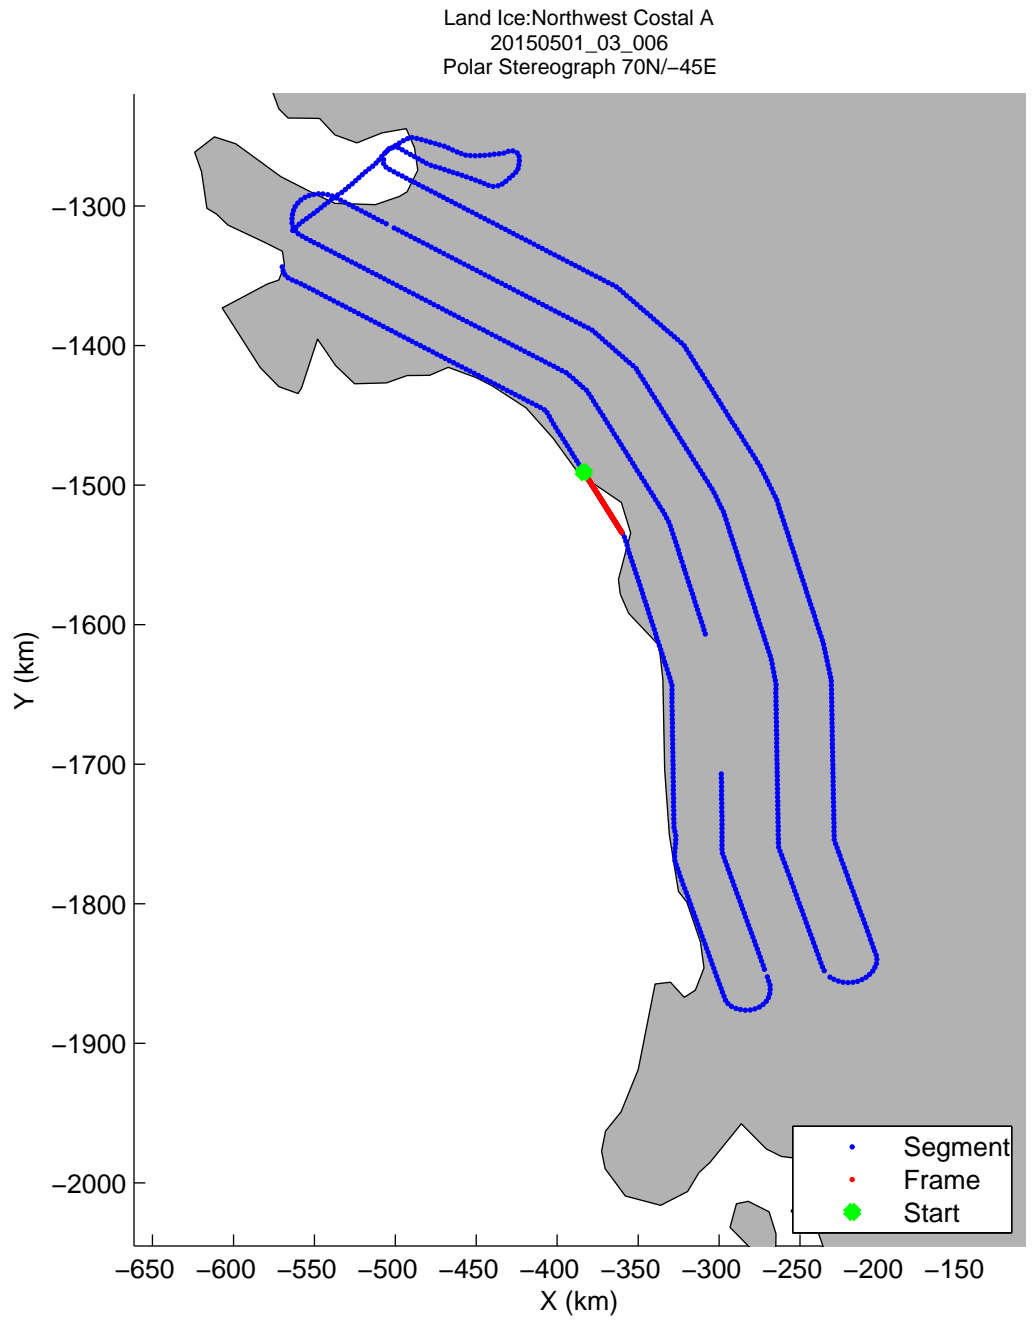 Land Ice:Northwest Costal A
20150501_03_006
Polar Stereograph 70N/−45E
−1300
−1400
−1500
−1600
−1700
−1800
−1900
−2000
Y (km)
Segment
Frame
Start
−650 −600 −550 −500 −450 −400 −350 −300 −250 −200 −150
X (km)